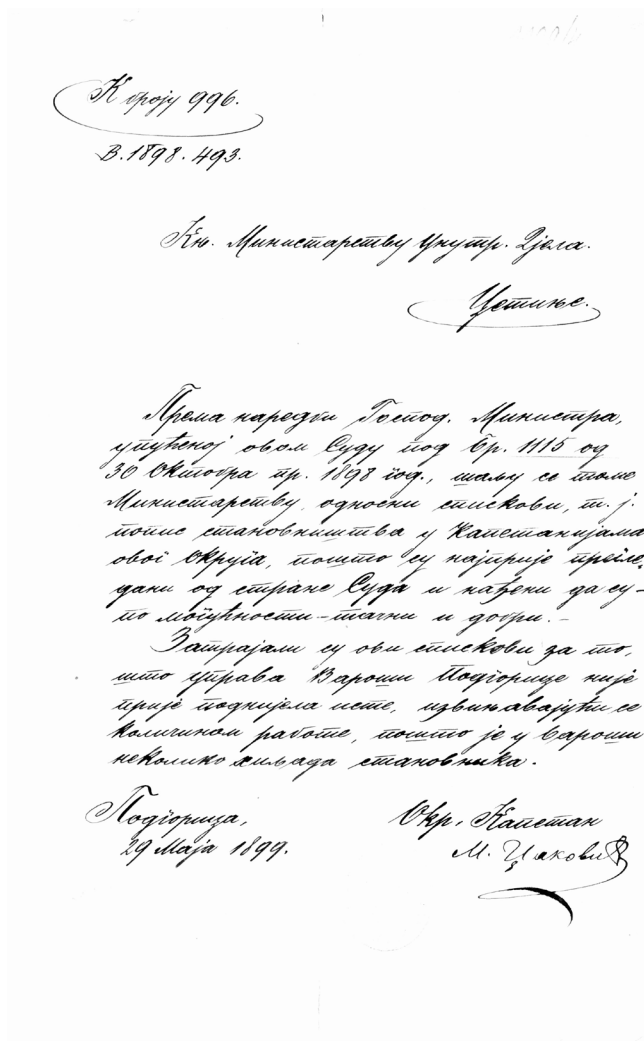 К броју 996.
В. 1898. 493.
Књ. Министарству Унутр. Дјела.
Цетиње.
Према наредби Господ. Министра,
упућеној овом Суду под Бр. 1115 од
30 Октобра пр. 1898 год., шаљу се томе
Министарству, односни спискови, т. ј.
попис становништва у Капетанијама
овог Округа, пошто су најприје прегле,
дани од стране Суда и нађени да су-
по могућности-тачни и добри.-
Затрајали су ови спискови за то,
што управа Вароши Подгорице није
прије поднијела исте, извињавајући се
количином работе, пошто је у вароши
неколико хиљада становника.
Подгорица,
29 Маја 1899.
Окр. Капетан
М.